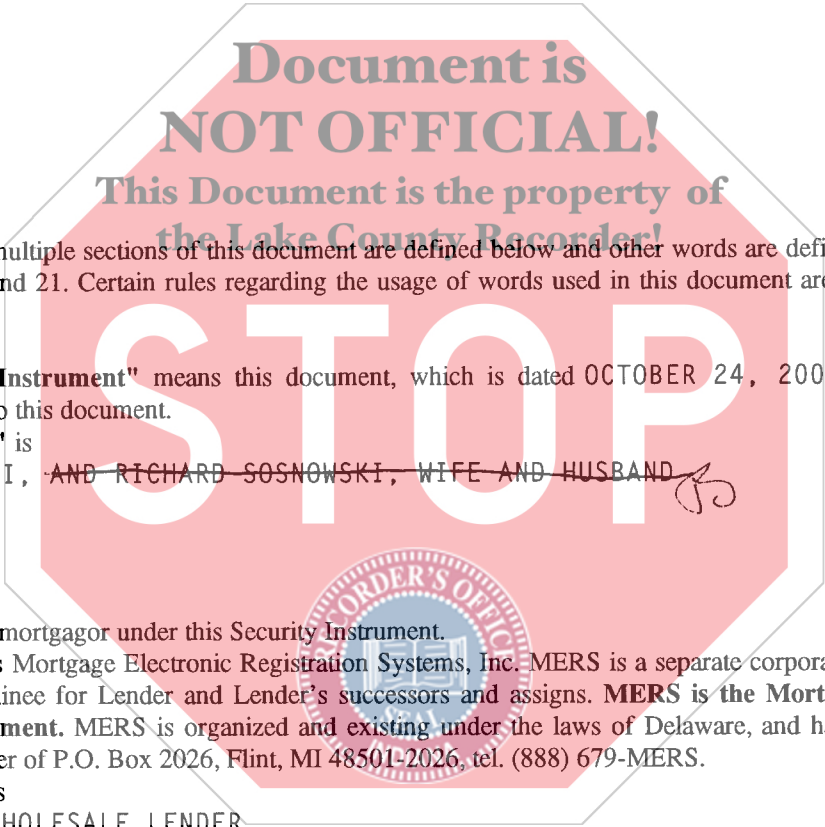 Document is
NOT OFFICIAL!
This Document is the property of
the Lake County Recorder!
multiple sections of this document are defined below and other words are defi
nd 21. Certain rules regarding the usage of words used in this document are
Instrument" means this document, which is dated OCTOBER 24, 200
o this document.
" is
I, AND RICHARD SOSNOWSKI, WIFE AND HUSBAND
STOP
RECORDER'S OFFICE
SEAL
INDIANA
mortgagor under this Security Instrument.
s Mortgage Electronic Registration Systems, Inc. MERS is a separate corpora
inee for Lender and Lender's successors and assigns. MERS is the Mort
ment. MERS is organized and existing under the laws of Delaware, and h
er of P.O. Box 2026, Flint, MI 48501-2026, tel. (888) 679-MERS.
s
HOLESALE LENDER